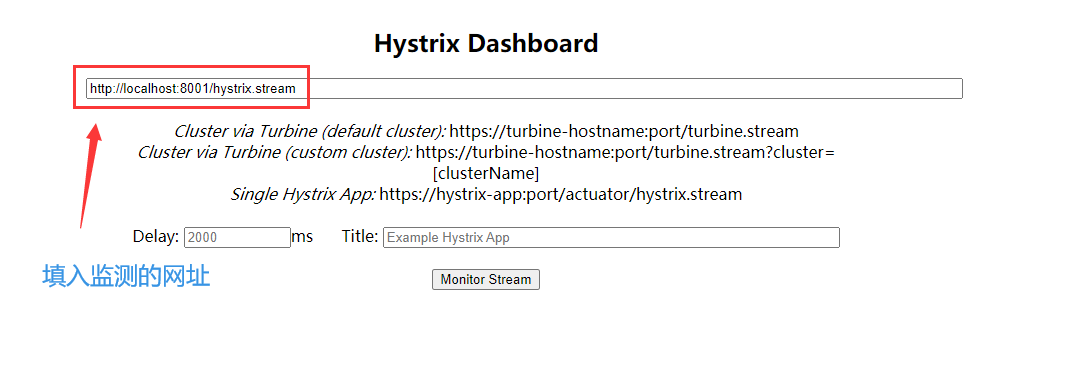 Hystrix Dashboard
http://localhost:8001/hystrix.stream
Cluster via Turbine (default cluster): https://turbine-hostname:port/turbine.stream
Cluster via Turbine (custom cluster): https://turbine-hostname:port/turbine.stream?cluster=
[clusterName]
Single Hystrix App: https://hystrix-app:port/actuator/hystrix.stream
Delay: 2000 ms Title: Example Hystrix App
填入监测的网址
Monitor Stream